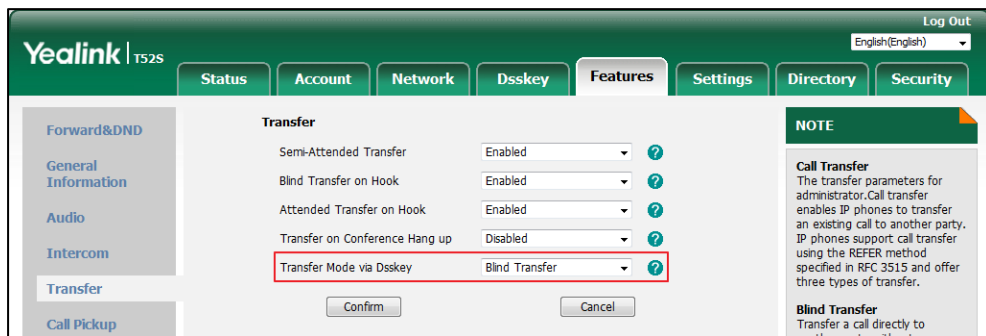 Log Out
Yealink T52S
English(English)
Status Account Network Dsskey Features Settings Directory Security
Forward&DND
General
Information
Audio
Intercom
Transfer
Call Pickup
Transfer
Semi-Attended Transfer Enabled ?
Blind Transfer on Hook Enabled ?
Attended Transfer on Hook Enabled ?
Transfer on Conference Hang up Disabled ?
Transfer Mode via Dsskey Blind Transfer ?
Confirm Cancel
NOTE
Call Transfer
The transfer parameters for
administrator.Call transfer
enables IP phones to transfer
an existing call to another party.
IP phones support call transfer
using the REFER method
specified in RFC 3515 and offer
three types of transfer.
Blind Transfer
Transfer a call directly to